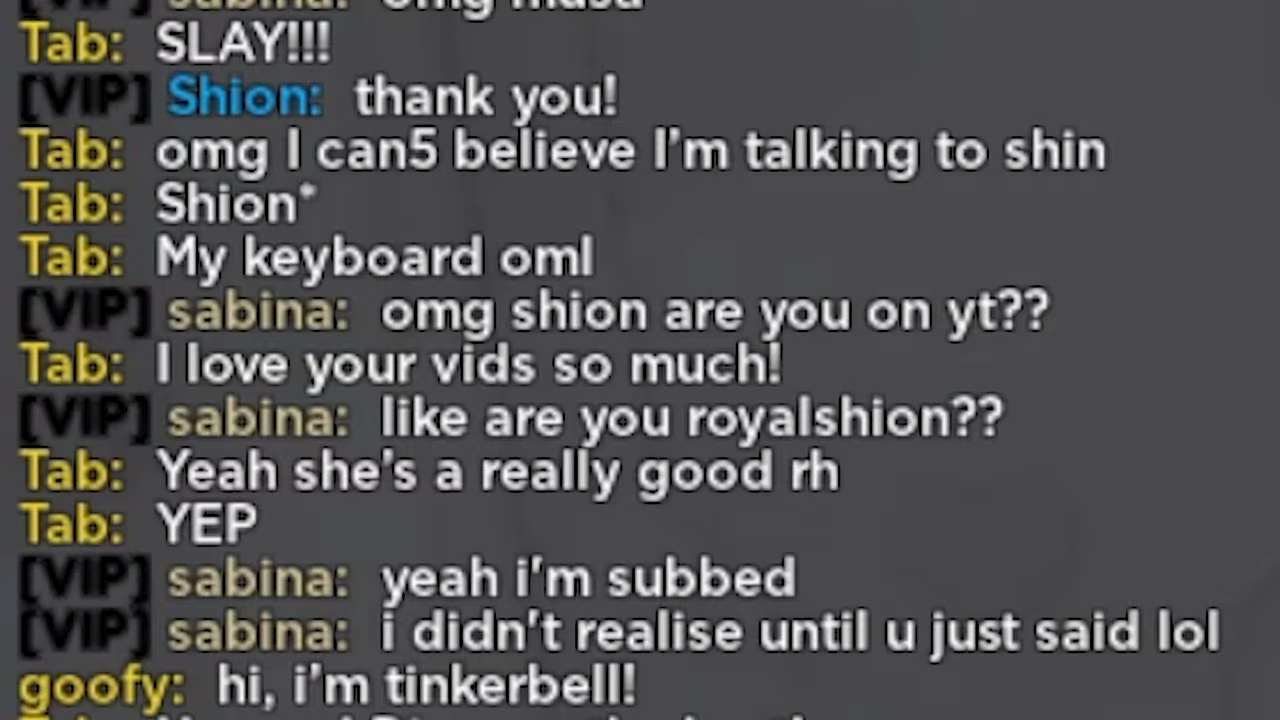 [VIP] sabina: omg
Tab: SLAY!!!
[VIP] Shion: thank you!
Tab: omg I can5 believe I'm talking to shin
Tab: Shion*
Tab: My keyboard oml
[VIP] sabina: omg shion are you on yt??
Tab: I love your vids so much!
[VIP] sabina: like are you royalshion??
Tab: Yeah she's a really good rh
Tab: YEP
[VIP] sabina: yeah i'm subbed
[VIP] sabina: i didn't realise until u just said lol
goofy: hi, i'm tinkerbell!